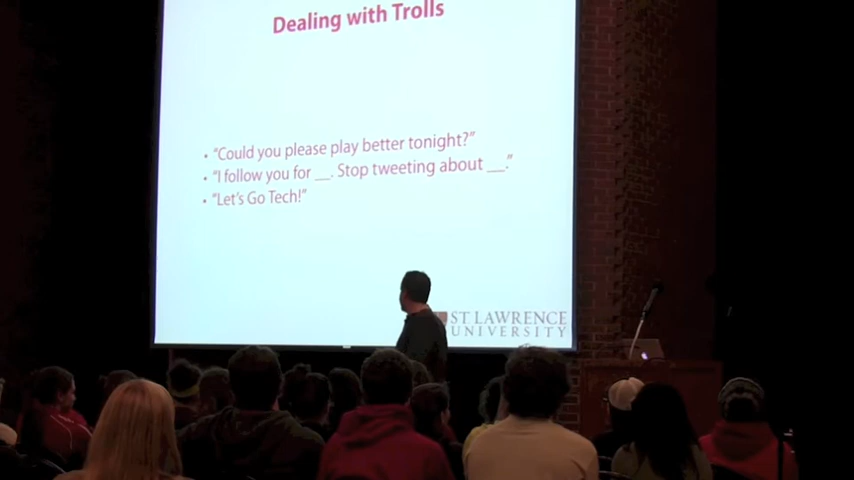 Dealing with Trolls
• “Could you please play better tonight?”
• “I follow you for __. Stop tweeting about __.”
• “Let’s Go Tech!”
ST LAWRENCE
UNIVERSITY